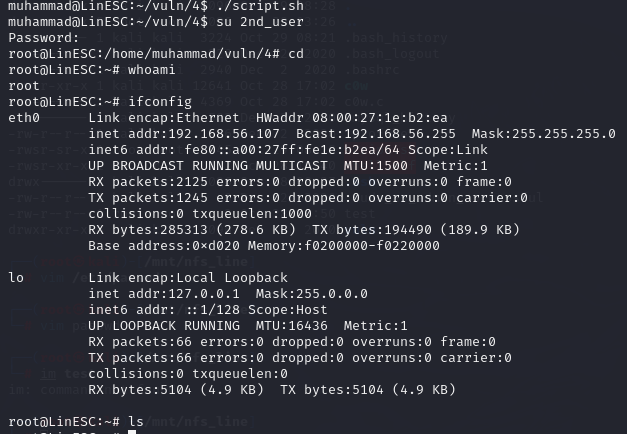 muhammad@LinESC:~/vuln/4$ ./script.sh
muhammad@LinESC:~/vuln/4$ su 2nd_user
Password:
root@LinESC:/home/muhammad/vuln/4# cd
root@LinESC:~# whoami
root
root@LinESC:~# ifconfig
eth0      Link encap:Ethernet  HWaddr 08:00:27:1e:b2:ea
          inet addr:192.168.56.107  Bcast:192.168.56.255  Mask:255.255.255.0
          inet6 addr: fe80::a00:27ff:fe1e:b2ea/64 Scope:Link
          UP BROADCAST RUNNING MULTICAST  MTU:1500  Metric:1
          RX packets:2125 errors:0 dropped:0 overruns:0 frame:0
          TX packets:1245 errors:0 dropped:0 overruns:0 carrier:0
          collisions:0 txqueuelen:1000
          RX bytes:285313 (278.6 KB)  TX bytes:194490 (189.9 KB)
          Base address:0xd020 Memory:f0200000-f0220000

lo        Link encap:Local Loopback
          inet addr:127.0.0.1  Mask:255.0.0.0
          inet6 addr: ::1/128 Scope:Host
          UP LOOPBACK RUNNING  MTU:16436  Metric:1
          RX packets:66 errors:0 dropped:0 overruns:0 frame:0
          TX packets:66 errors:0 dropped:0 overruns:0 carrier:0
          collisions:0 txqueuelen:0
          RX bytes:5104 (4.9 KB)  TX bytes:5104 (4.9 KB)

root@LinESC:~# ls
root@LinESC:~#